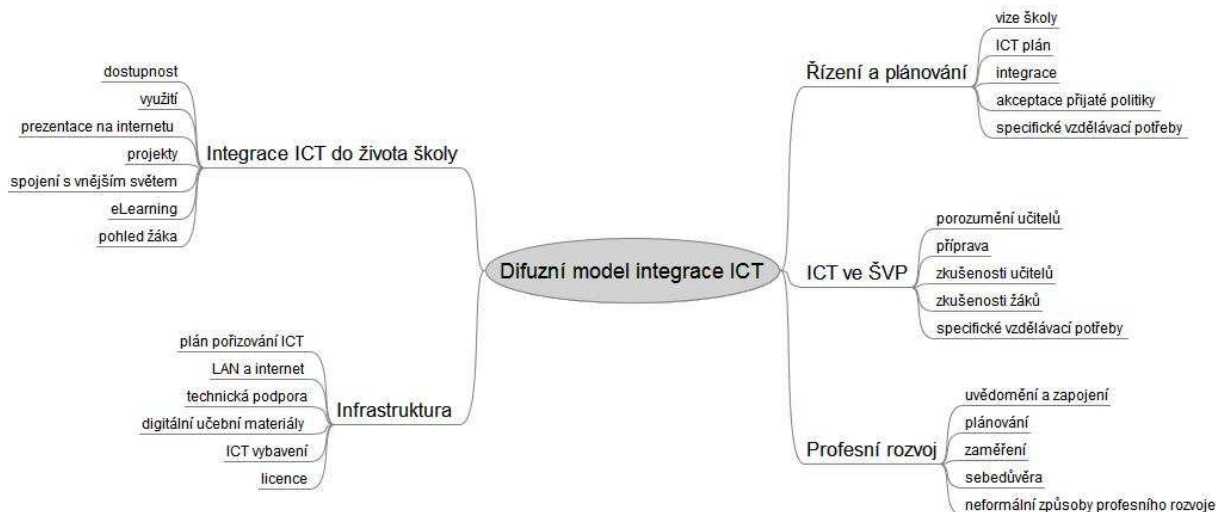 Difuzní model integrace ICT
Řízení a plánování
vize školy
ICT plán
integrace
akceptace přijaté politiky
specifické vzdělávací potřeby
ICT ve ŠVP
porozumění učitelů
příprava
zkušenosti učitelů
zkušenosti žáků
specifické vzdělávací potřeby
Profesní rozvoj
uvědomění a zapojení
plánování
zaměření
sebedůvěra
neformální způsoby profesního rozvoje
Integrace ICT do života školy
dostupnost
využití
prezentace na internetu
projekty
spojení s vnějším světem
eLearning
pohled žáka
Infrastruktura
plán pořizování ICT
LAN a internet
technická podpora
digitální učební materiály
ICT vybavení
licence